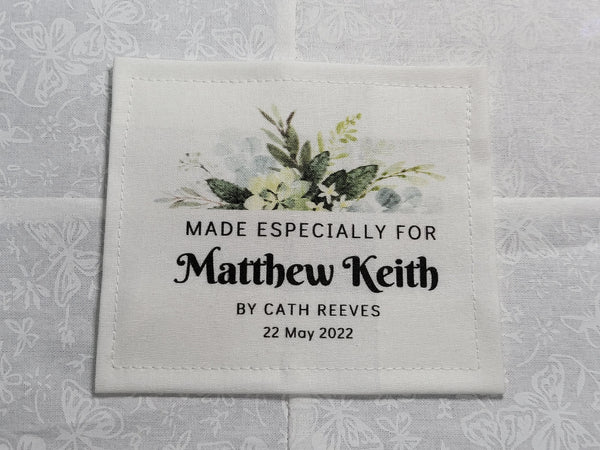 MADE ESPECIALLY FOR
Matthew Keith
BY CATH REEVES
22 May 2022